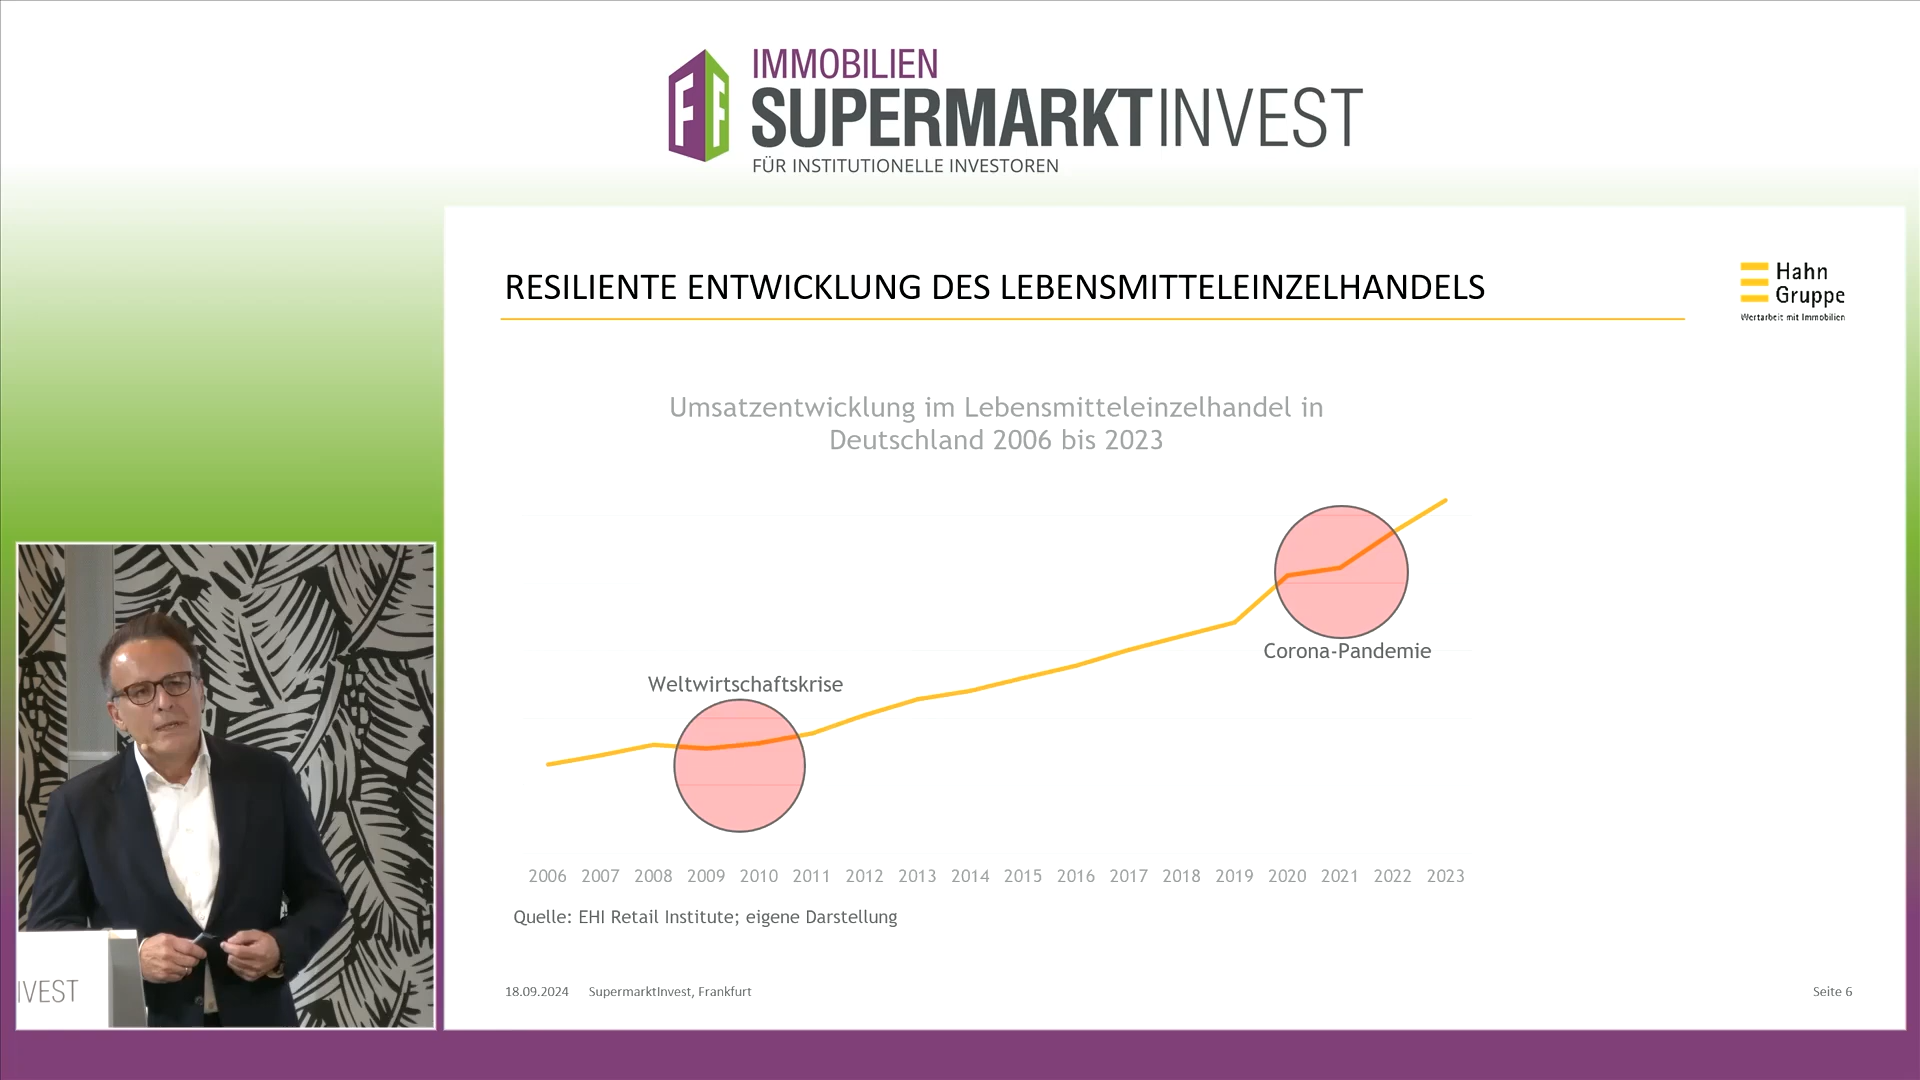 IMMOBILIEN
SUPERMARKTINVEST
FÜR INSTITUTIONELLE INVESTOREN
RESILIENTE ENTWICKLUNG DES LEBENSMITTELEINZELHANDELS
Hahn
Gruppe
Wertarbeit mit Immobilien
Umsatzentwicklung im Lebensmitteleinzelhandel in
Deutschland 2006 bis 2023
Corona-Pandemie
Weltwirtschaftskrise
2006 2007 2008 2009 2010 2011 2012 2013 2014 2015 2016 2017 2018 2019 2020 2021 2022 2023
Quelle: EHI Retail Institute; eigene Darstellung
18.09.2024 SupermarktInvest, Frankfurt
Seite 6
NVEST